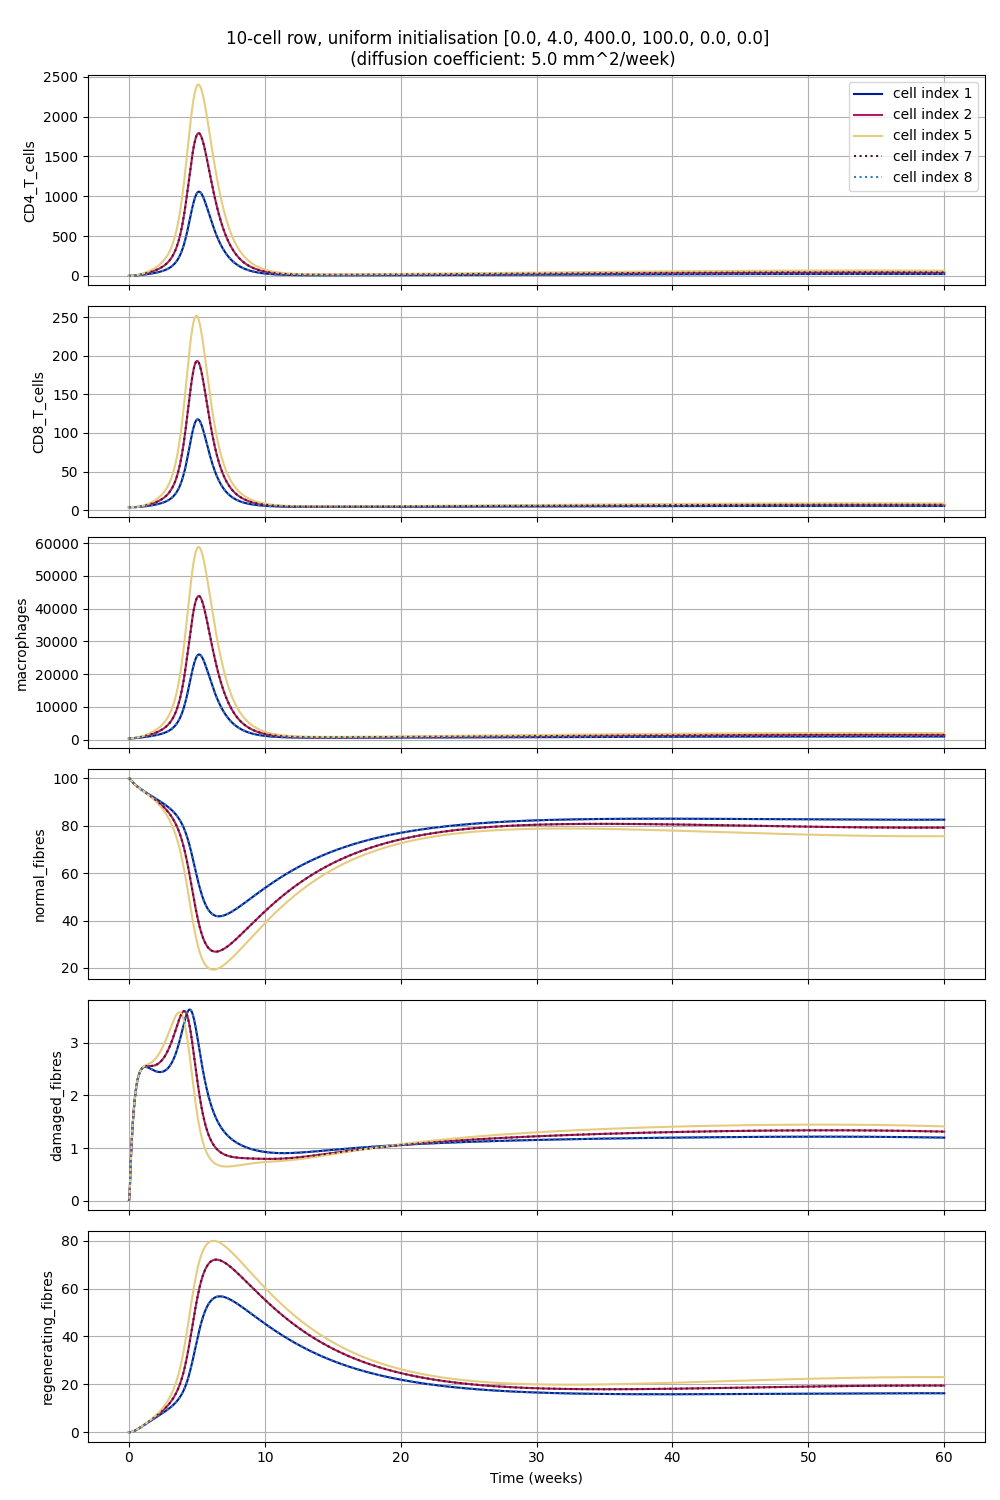 10-cell row, uniform initialisation [0.0, 4.0, 400.0, 100.0, 0.0, 0.0]
(diffusion coefficient: 5.0 mm^2/week)
CD4_T_cells
2500
2000
1500
1000
500
0
cell index 1
cell index 2
cell index 5
cell index 7
cell index 8
CD8_T_cells
250
200
150
100
50
0
macrophages
60000
50000
40000
30000
20000
10000
0
normal_fibres
100
80
60
40
20
damaged_fibres
3
2
1
0
regenerating_fibres
80
60
40
20
0
0 10 20 30 40 50 60
Time (weeks)